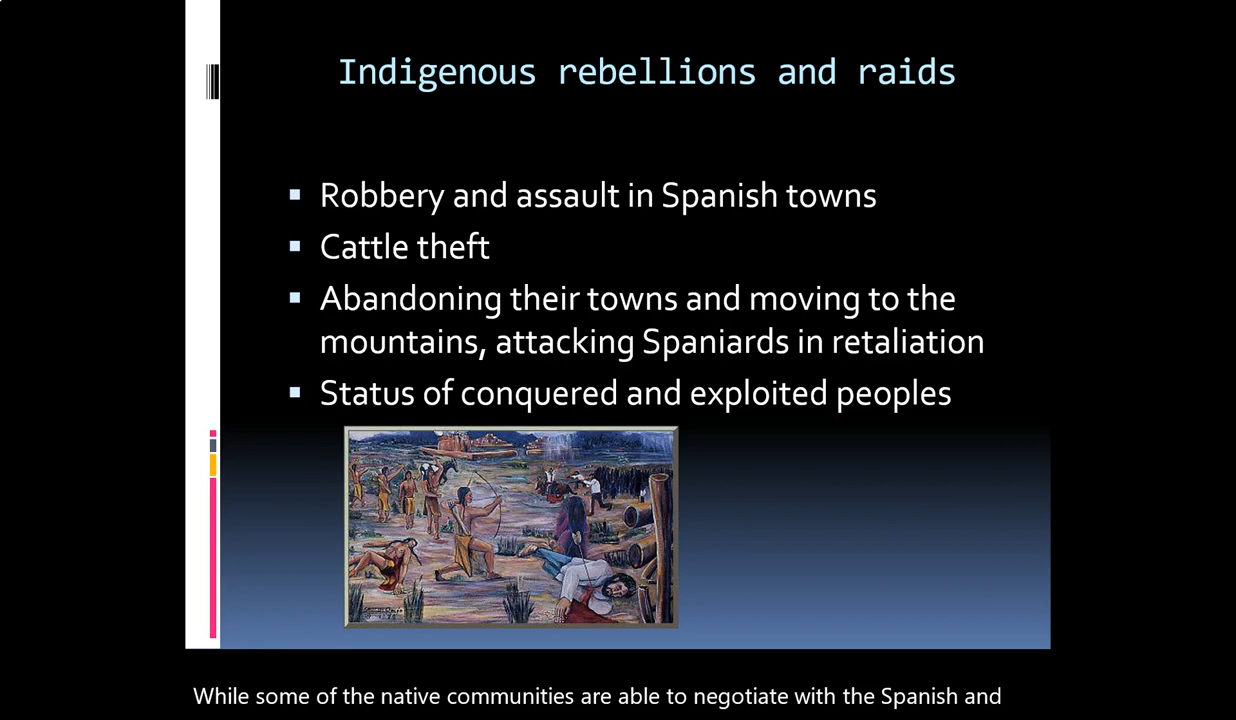 Indigenous rebellions and raids
Robbery and assault in Spanish towns
Cattle theft
Abandoning their towns and moving to the
mountains, attacking Spaniards in retaliation
Status of conquered and exploited peoples
While some of the native communities are able to negotiate with the Spanish and